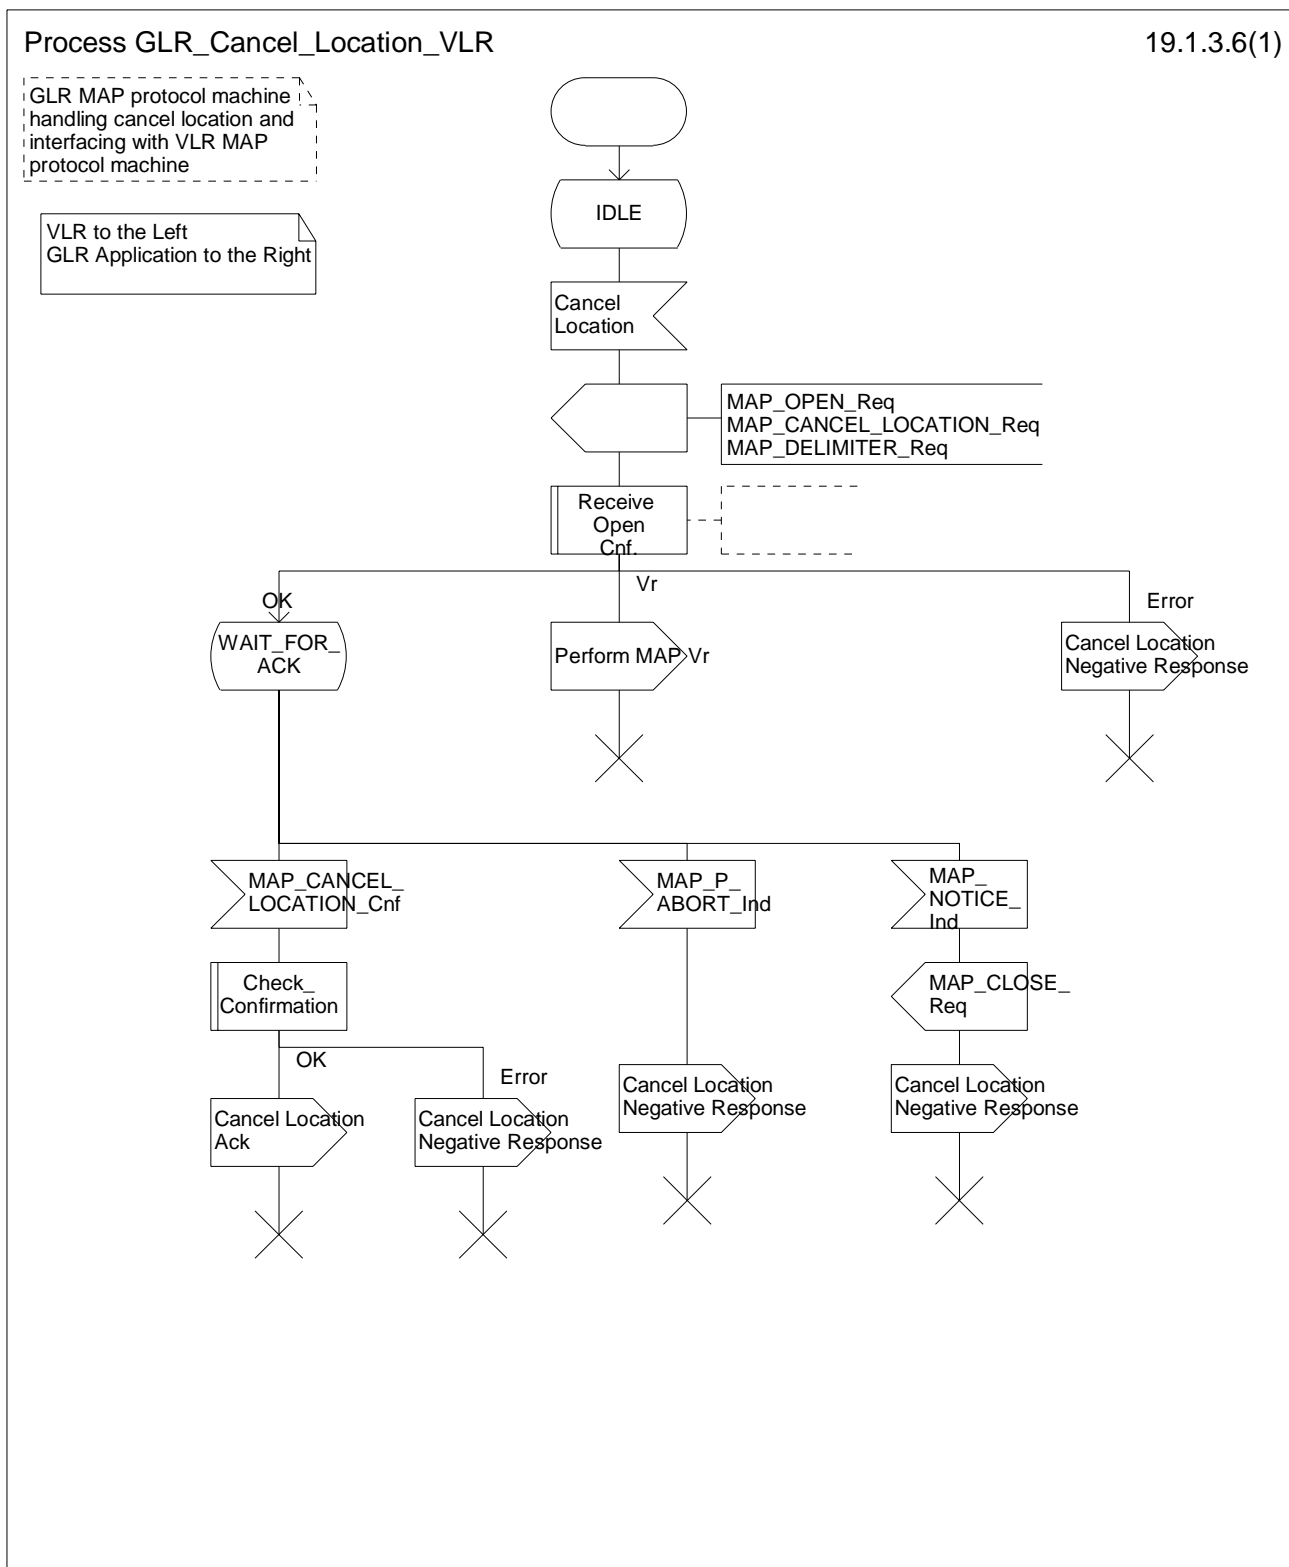 Process GLR_Cancel_Location_VLR
19.1.3.6(1)
GLR MAP protocol machine
handling cancel location and
interfacing with VLR MAP
protocol machine
VLR to the Left
GLR Application to the Right
IDLE
Cancel
Location
MAP_OPEN_Req
MAP_CANCEL_LOCATION_Req
MAP_DELIMITER_Req
Receive
Open
Cnf.
OK
Vr
Error
WAIT_FOR_
ACK
Perform MAP Vr
Cancel Location
Negative Response
MAP_CANCEL_
LOCATION_Cnf
MAP_P_
ABORT_Ind
MAP_
NOTICE_
Ind
Check_
Confirmation
MAP_CLOSE_
Req
OK
Error
Cancel Location
Ack
Cancel Location
Negative Response
Cancel Location
Negative Response
Cancel Location
Negative Response